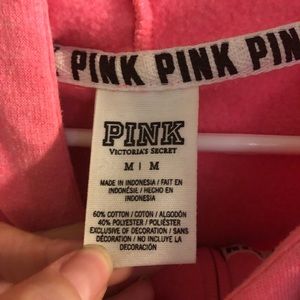 PINK PINK PIN
PINK
VICTORIA'S SECRET
M | M
MADE IN INDONESIA / FAIT EN
INDONÉSIE / HECHO EN
INDONESIA
60% COTTON / COTON / ALGODÓN
40% POLYESTER / POLIÉSTER
EXCLUSIVE OF DECORATION / SANS
DÉCORATION / NO INCLUYE LA
DECORACIÓN